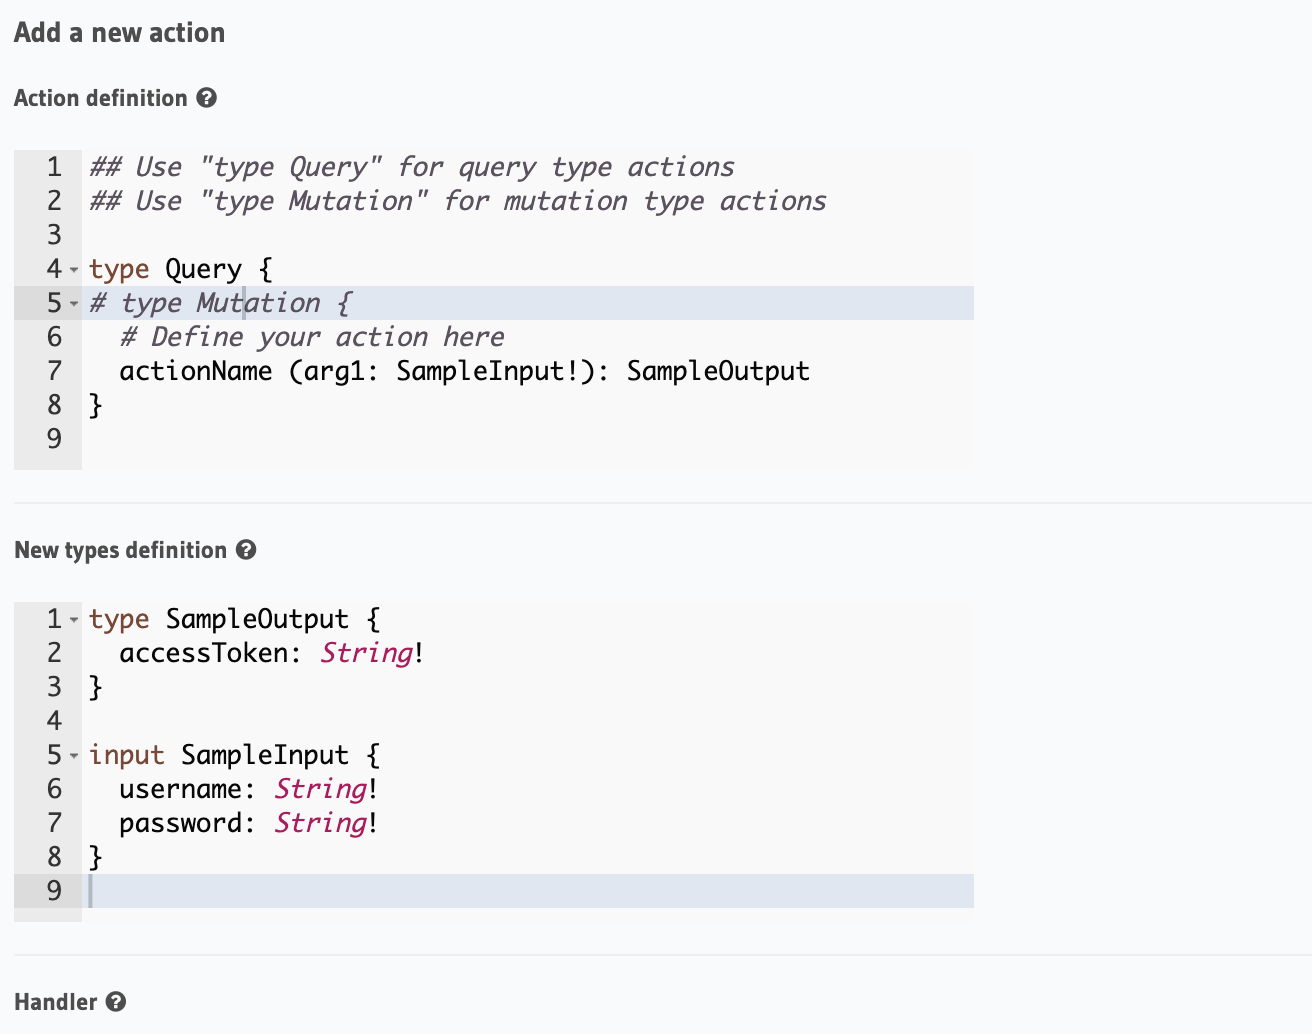 Add a new action
Action definition ?
1 ## Use "type Query" for query type actions
2 ## Use "type Mutation" for mutation type actions
3
4 type Query {
5 # type Mutation {
6   # Define your action here
7   actionName (arg1: SampleInput!): SampleOutput
8 }
9
New types definition ?
1 type SampleOutput {
2   accessToken: String!
3 }
4
5 input SampleInput {
6   username: String!
7   password: String!
8 }
9
Handler ?